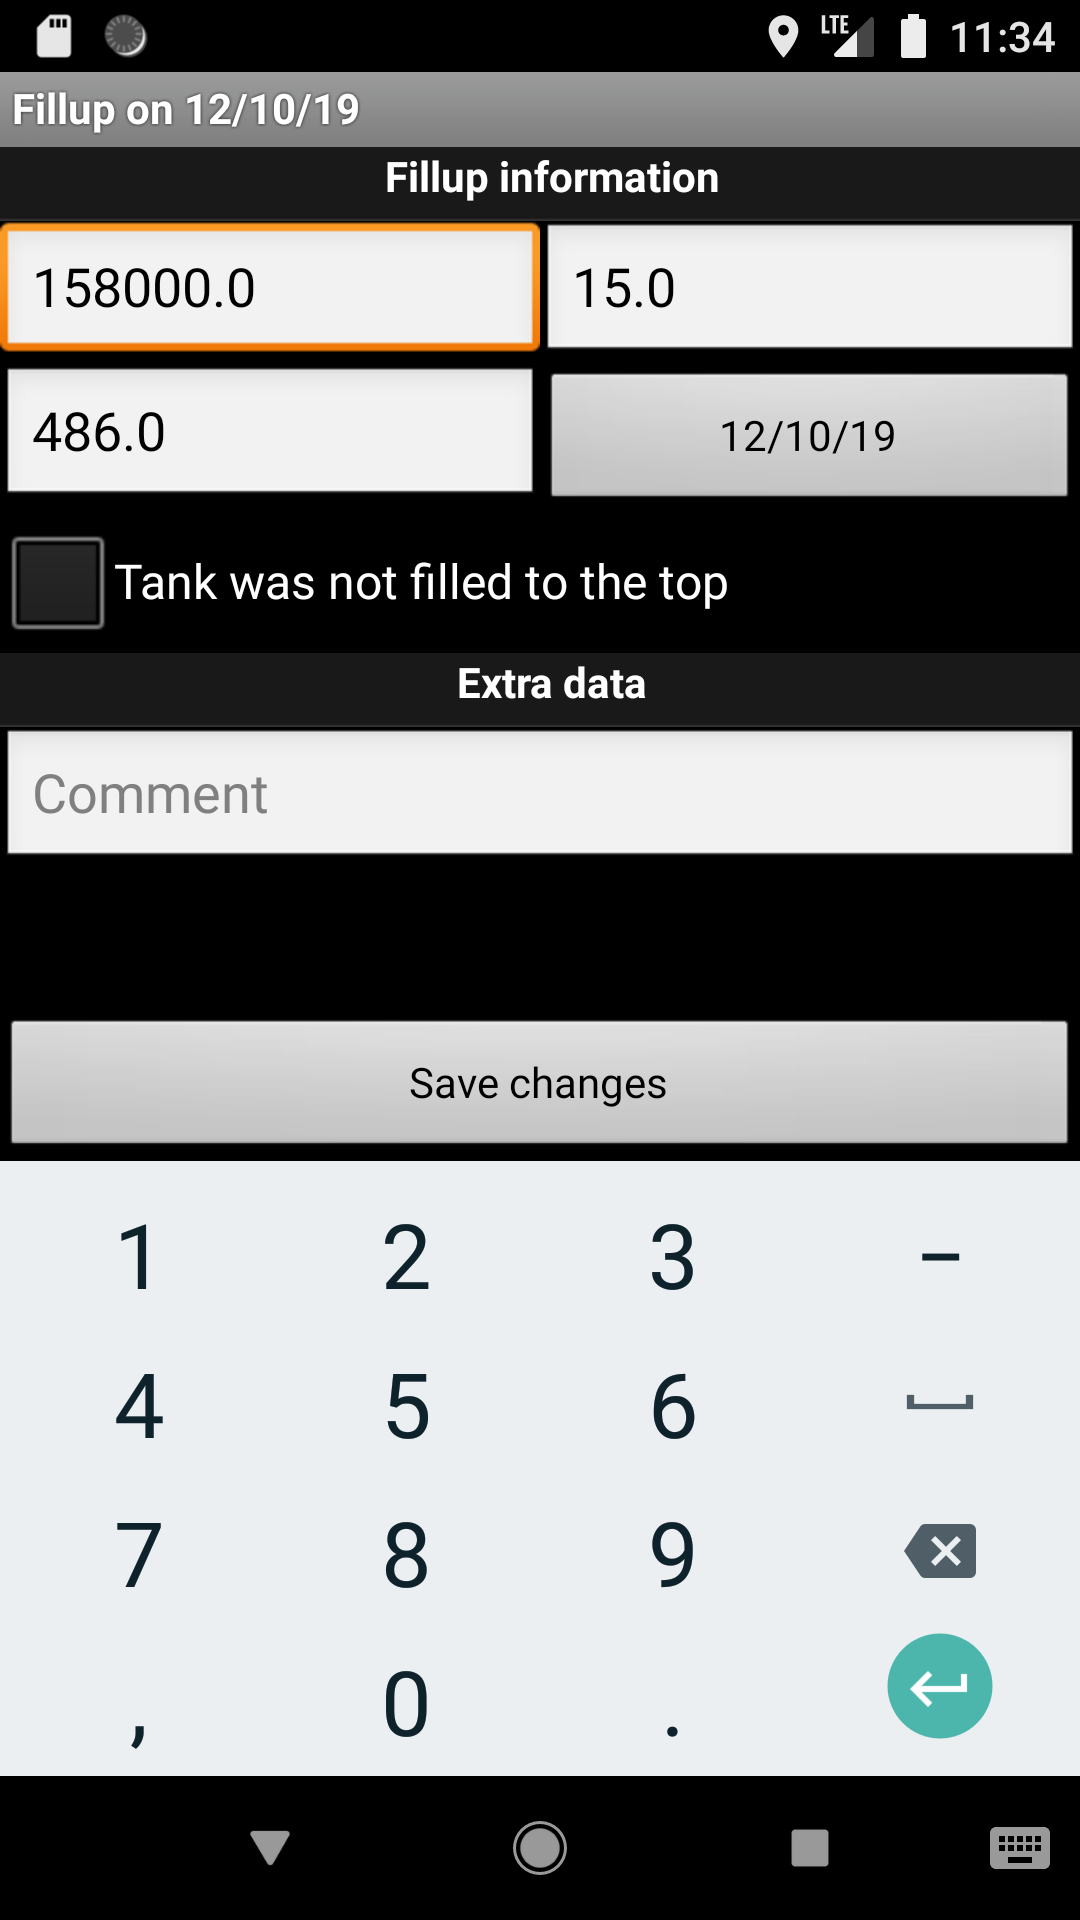 LTE 11:34
Fillup on 12/10/19
Fillup information
158000.0 15.0
486.0 12/10/19
Tank was not filled to the top
Extra data
Comment
Save changes
1 2 3 –
4 5 6
7 8 9
, 0 .